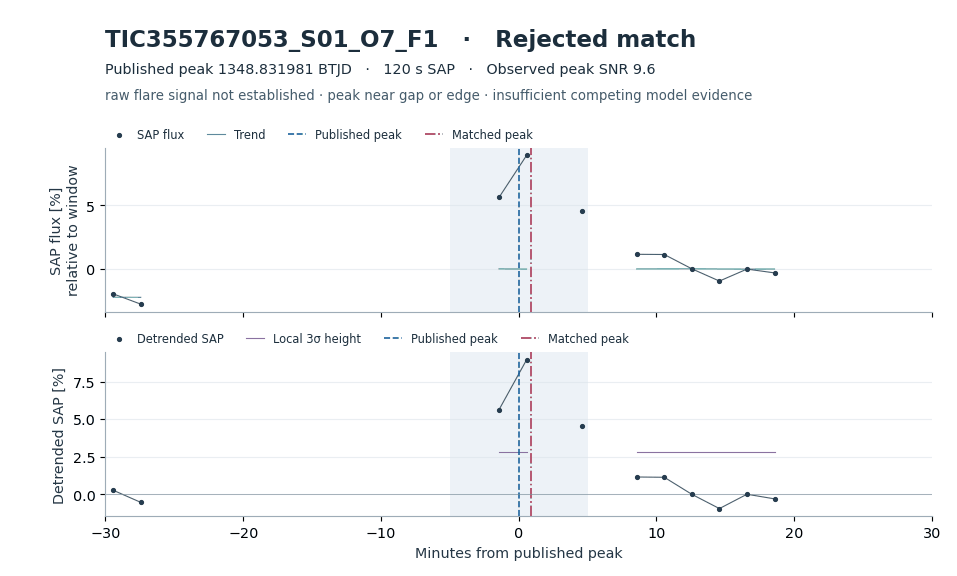 TIC355767053_S01_O7_F1 · Rejected match
Published peak 1348.831981 BTJD · 120 s SAP · Observed peak SNR 9.6
raw flare signal not established · peak near gap or edge · insufficient competing model evidence
SAP flux Trend Published peak Matched peak
SAP flux [%]
relative to window
5
0
Detrended SAP Local 3σ height Published peak Matched peak
Detrended SAP [%]
7.5
5.0
2.5
0.0
−30 −20 −10 0 10 20 30
Minutes from published peak